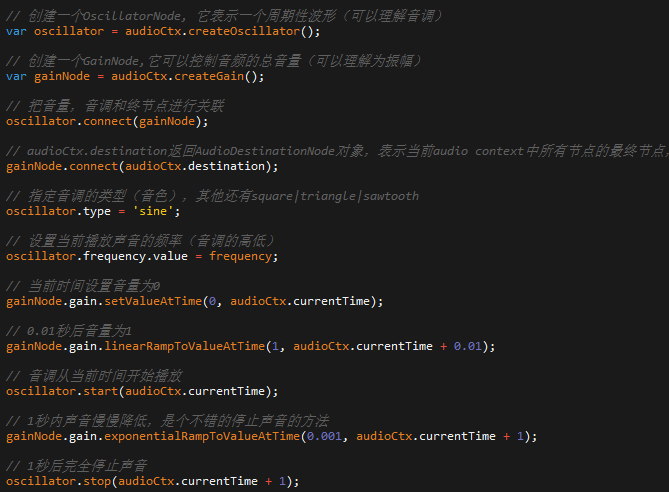 // 创建一个OscillatorNode, 它表示一个周期性波形（可以理解音调）
var oscillator = audioCtx.createOscillator();
// 创建一个GainNode,它可以控制音频的总音量（可以理解为振幅）
var gainNode = audioCtx.createGain();
// 把音量，音调和终节点进行关联
oscillator.connect(gainNode);
// audioCtx.destination返回AudioDestinationNode对象，表示当前audio context中所有节点的最终节点，
gainNode.connect(audioCtx.destination);
// 指定音调的类型（音色），其他还有square|triangle|sawtooth
oscillator.type = 'sine';
// 设置当前播放声音的频率（音调的高低）
oscillator.frequency.value = frequency;
// 当前时间设置音量为0
gainNode.gain.setValueAtTime(0, audioCtx.currentTime);
// 0.01秒后音量为1
gainNode.gain.linearRampToValueAtTime(1, audioCtx.currentTime + 0.01);
// 音调从当前时间开始播放
oscillator.start(audioCtx.currentTime);
// 1秒内声音慢慢降低，是个不错的停止声音的方法
gainNode.gain.exponentialRampToValueAtTime(0.001, audioCtx.currentTime + 1);
// 1秒后完全停止声音
oscillator.stop(audioCtx.currentTime + 1);